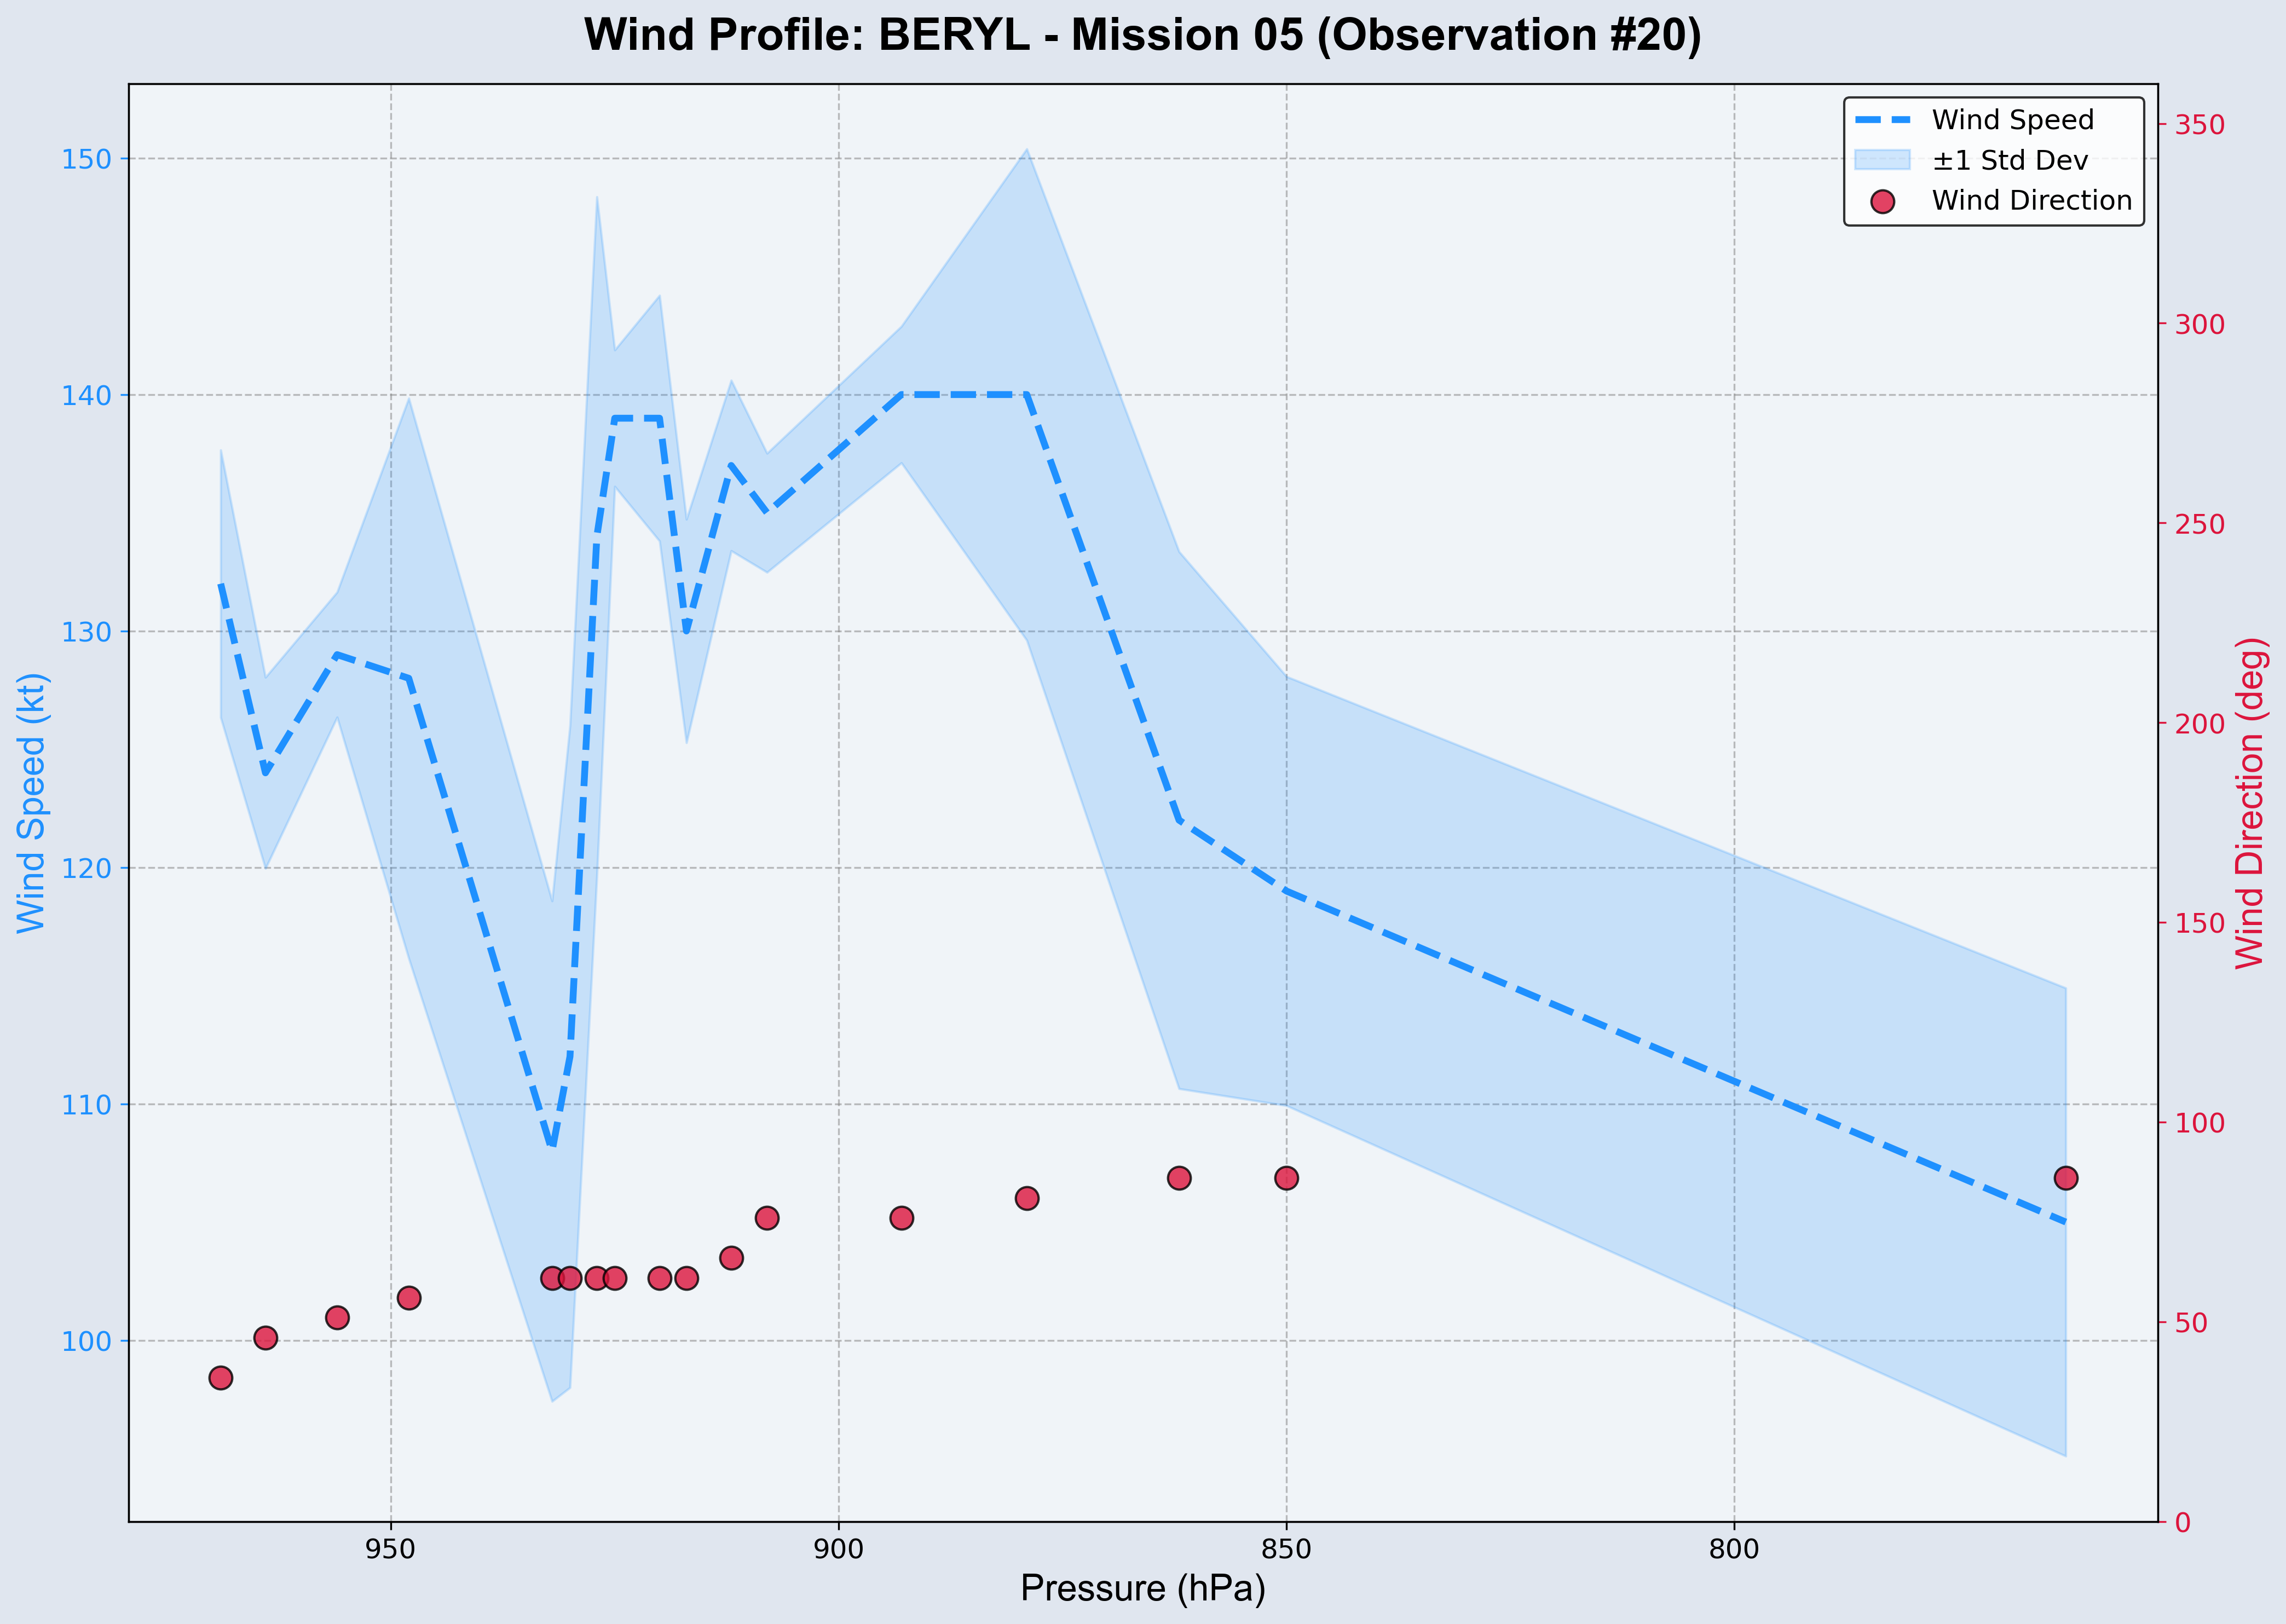 Wind Profile: BERYL - Mission 05 (Observation #20)
Wind Speed
±1 Std Dev
Wind Direction
150
140
130
120
110
100
Wind Speed (kt)
350
300
250
200
150
100
50
0
Wind Direction (deg)
950
900
850
800
Pressure (hPa)